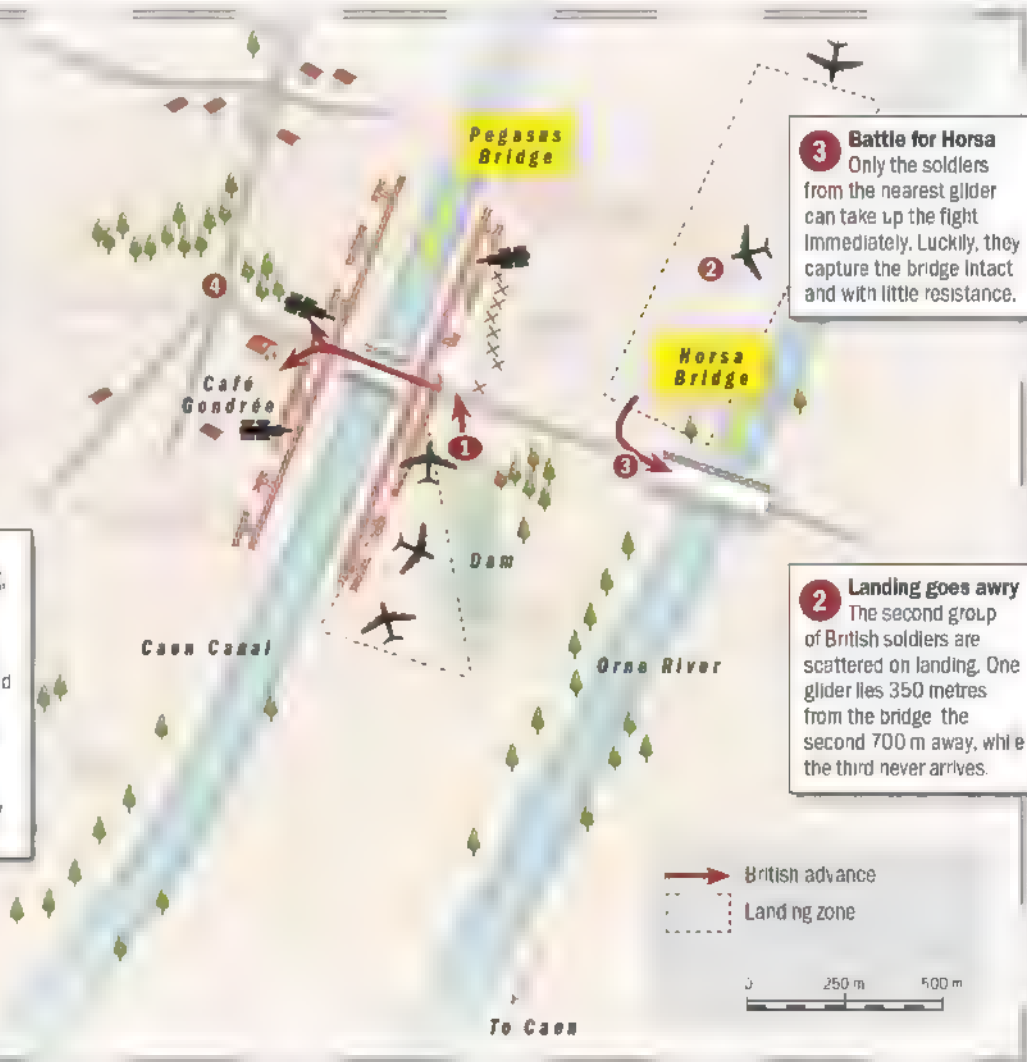 Pegasus
Bridge
3 Battle for Horsa
Only the soldiers
from the nearest glider
can take up the fight
immediately. Luckily, they
capture the bridge intact
and with little resistance.
2
4
Horsa
Bridge
Café
Gondrée
1
3
Dam
2 Landing goes awry
The second group
of British soldiers are
scattered on landing. One
glider lies 350 metres
from the bridge the
second 700 m away, while
the third never arrives.
Caen Canal
Orne River
d
British advance
Landing zone
0 250 m 500 m
To Caen